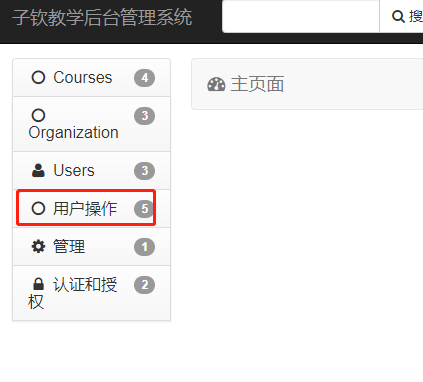 子钦教学后台管理系统 搜
Courses 4
主页面
Organization 3
Users 3
用户操作 5
管理 1
认证和授 2
权